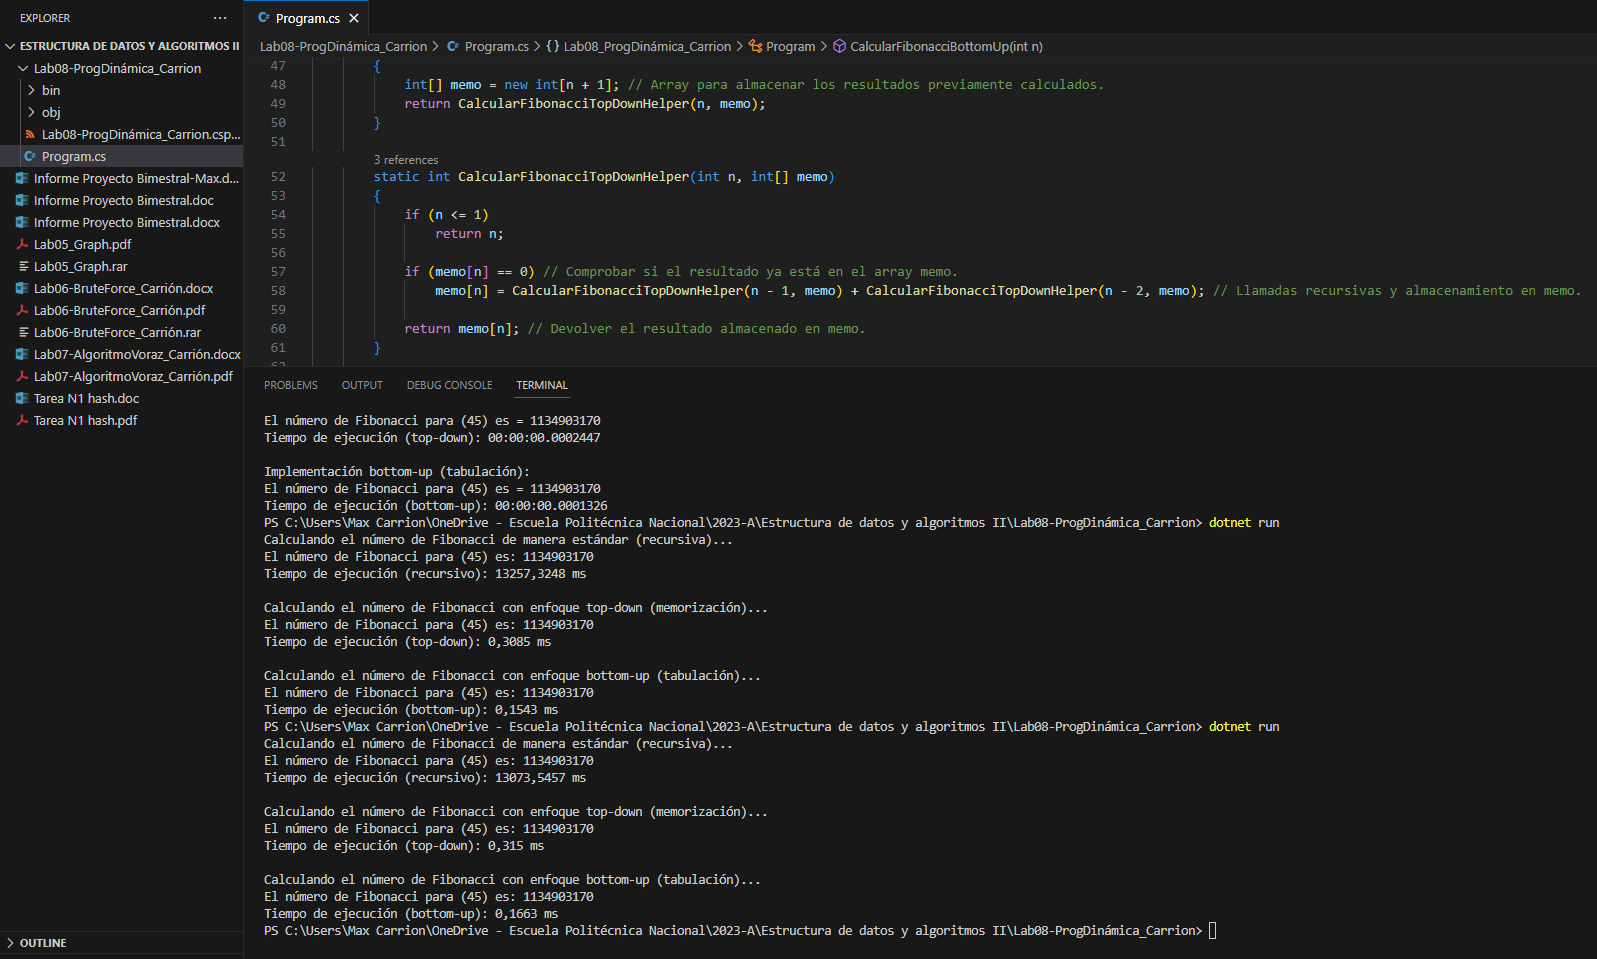 EXPLORER
ESTRUCTURA DE DATOS Y ALGORITMOS II
Lab08-ProgDinámica_Carrion
bin
obj
Lab08-ProgDinámica_Carrion.csp...
Program.cs
Informe Proyecto Bimestral-Max.d...
Informe Proyecto Bimestral.doc
Informe Proyecto Bimestral.docx
Lab05_Graph.pdf
Lab05_Graph.rar
Lab06-BruteForce_Carrión.docx
Lab06-BruteForce_Carrión.pdf
Lab06-BruteForce_Carrión.rar
Lab07-AlgoritmoVoraz_Carrión.docx
Lab07-AlgoritmoVoraz_Carrión.pdf
Tarea N1 hash.doc
Tarea N1 hash.pdf
OUTLINE
Program.cs
Lab08-ProgDinámica_Carrion > Program.cs > {} Lab08_ProgDinámica_Carrion > Program > CalcularFibonacciBottomUp(int n)
47 {
48 int[] memo = new int[n + 1]; // Array para almacenar los resultados previamente calculados.
49 return CalcularFibonacciTopDownHelper(n, memo);
50 }
51
3 references
52 static int CalcularFibonacciTopDownHelper(int n, int[] memo)
53 {
54 if (n <= 1)
55 return n;
56
57 if (memo[n] == 0) // Comprobar si el resultado ya está en el array memo.
58 memo[n] = CalcularFibonacciTopDownHelper(n - 1, memo) + CalcularFibonacciTopDownHelper(n - 2, memo); // Llamadas recursivas y almacenamiento en memo.
59
60 return memo[n]; // Devolver el resultado almacenado en memo.
61 }
62
PROBLEMS OUTPUT DEBUG CONSOLE TERMINAL
El número de Fibonacci para (45) es = 1134903170
Tiempo de ejecución (top-down): 00:00:00.0002447
Implementación bottom-up (tabulación):
El número de Fibonacci para (45) es = 1134903170
Tiempo de ejecución (bottom-up): 00:00:00.0001326
PS C:\Users\Max Carrion\OneDrive - Escuela Politécnica Nacional\2023-A\Estructura de datos y algoritmos II\Lab08-ProgDinámica_Carrion> dotnet run
Calculando el número de Fibonacci de manera estándar (recursiva)...
El número de Fibonacci para (45) es: 1134903170
Tiempo de ejecución (recursivo): 13257,3248 ms
Calculando el número de Fibonacci con enfoque top-down (memorización)...
El número de Fibonacci para (45) es: 1134903170
Tiempo de ejecución (top-down): 0,3085 ms
Calculando el número de Fibonacci con enfoque bottom-up (tabulación)...
El número de Fibonacci para (45) es: 1134903170
Tiempo de ejecución (bottom-up): 0,1543 ms
PS C:\Users\Max Carrion\OneDrive - Escuela Politécnica Nacional\2023-A\Estructura de datos y algoritmos II\Lab08-ProgDinámica_Carrion> dotnet run
Calculando el número de Fibonacci de manera estándar (recursiva)...
El número de Fibonacci para (45) es: 1134903170
Tiempo de ejecución (recursivo): 13073,5457 ms
Calculando el número de Fibonacci con enfoque top-down (memorización)...
El número de Fibonacci para (45) es: 1134903170
Tiempo de ejecución (top-down): 0,315 ms
Calculando el número de Fibonacci con enfoque bottom-up (tabulación)...
El número de Fibonacci para (45) es: 1134903170
Tiempo de ejecución (bottom-up): 0,1663 ms
PS C:\Users\Max Carrion\OneDrive - Escuela Politécnica Nacional\2023-A\Estructura de datos y algoritmos II\Lab08-ProgDinámica_Carrion>